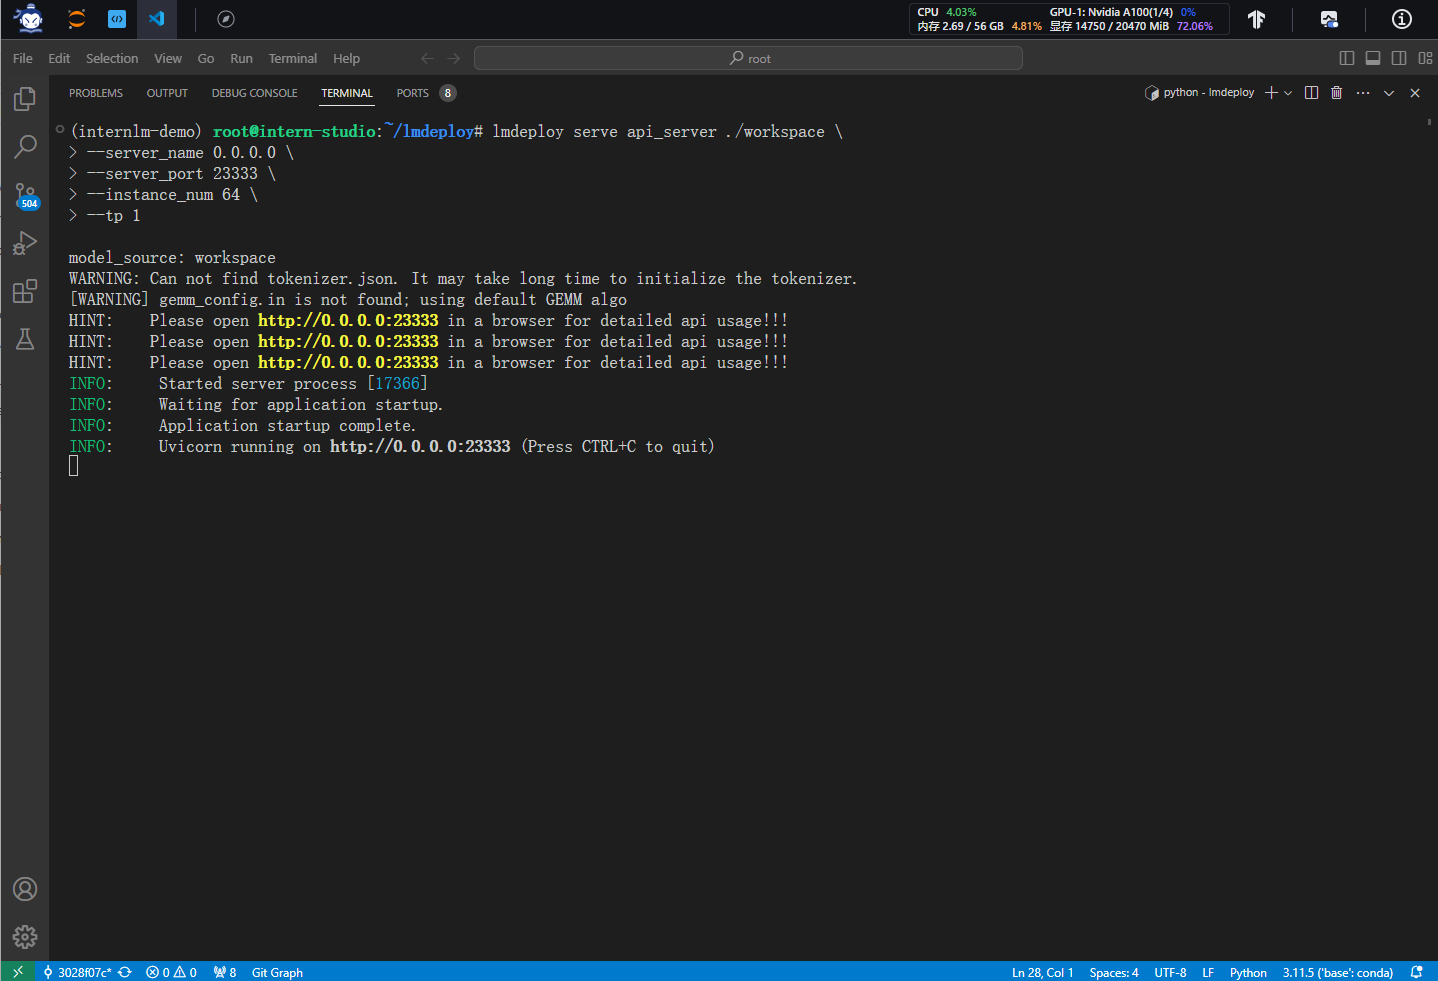 CPU 4.03% GPU-1: Nvidia A100(1/4) 0%
内存 2.69 / 56 GB 4.81% 显存 14750 / 20470 MiB 72.06%
File Edit Selection View Go Run Terminal Help root
PROBLEMS OUTPUT DEBUG CONSOLE TERMINAL PORTS 8 python - lmdeploy
(internlm-demo) root@intern-studio:~/lmdeploy# lmdeploy serve api_server ./workspace \
> --server_name 0.0.0.0 \
> --server_port 23333 \
> --instance_num 64 \
> --tp 1
model_source: workspace
WARNING: Can not find tokenizer.json. It may take long time to initialize the tokenizer.
[WARNING] gemm_config.in is not found; using default GEMM algo
HINT:    Please open http://0.0.0.0:23333 in a browser for detailed api usage!!!
HINT:    Please open http://0.0.0.0:23333 in a browser for detailed api usage!!!
HINT:    Please open http://0.0.0.0:23333 in a browser for detailed api usage!!!
INFO:     Started server process [17366]
INFO:     Waiting for application startup.
INFO:     Application startup complete.
INFO:     Uvicorn running on http://0.0.0.0:23333 (Press CTRL+C to quit)
504
3028f07c* 0 0 8 Git Graph Ln 28, Col 1 Spaces: 4 UTF-8 LF Python 3.11.5 ('base': conda)